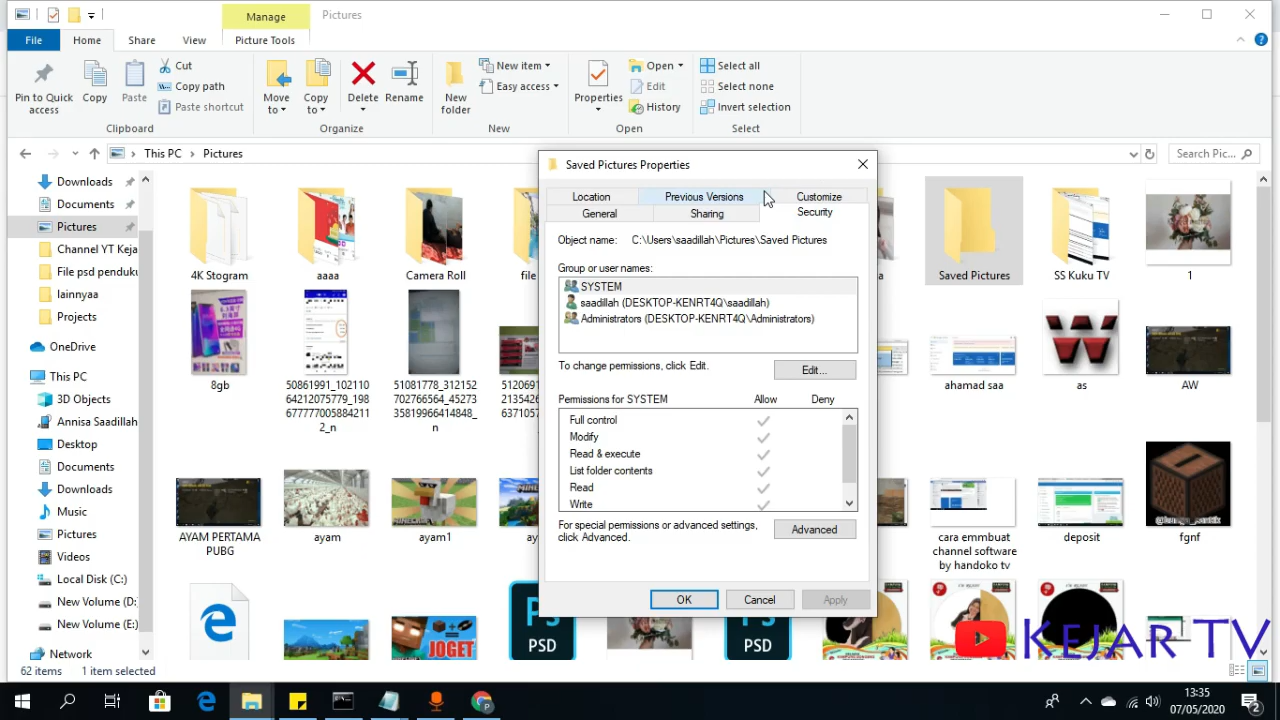 Manage
Pictures
File
Home
Share
View
Picture Tools
Pin to Quick
access
Copy
Paste
Cut
Copy path
Paste shortcut
Clipboard
Move
to
Copy
to
Delete
Rename
Organize
New
folder
New item
Easy access
New
Properties
Open
Edit
History
Open
Select all
Select none
Invert selection
Select
This PC > Pictures
Search Pic...
Downloads
Documents
Pictures
Channel YT Keja
File psd penduku
lainnyaa
Projects
OneDrive
This PC
3D Objects
Annisa Saadillah
Desktop
Documents
Downloads
Music
Pictures
Videos
Local Disk (C:)
New Volume (D:
New Volume (E:)
Network
4K Stogram
aaaa
Camera Roll
file
a
Saved Pictures
SS Kuku TV
1
8gb
50861991_102110
64212075779_198
677777005884211
2_n
51081778_312152
702766564_45273
35819966414848_
n
5120691
2135426
6371057
ahamad saa
as
AW
AYAM PERTAMA
PUBG
ayam
ayam1
ay
cara emmbuat
channel software
by handoko tv
deposit
fgnf
JOGET
PSD
PSD
Saved Pictures Properties
Location
Previous Versions
Customize
General
Sharing
Security
Object name: C:\Users\saadillah\Pictures\Saved Pictures
Group or user names:
SYSTEM
saadillah (DESKTOP-KENRT4Q\saadillah)
Administrators (DESKTOP-KENRT4Q\Administrators)
To change permissions, click Edit.
Edit...
Permissions for SYSTEM
Allow
Deny
Full control
Modify
Read & execute
List folder contents
Read
Write
For special permissions or advanced settings,
click Advanced.
Advanced
OK
Cancel
Apply
KEJAR TV
62 items
1 item selected
13:35
07/05/2020
2